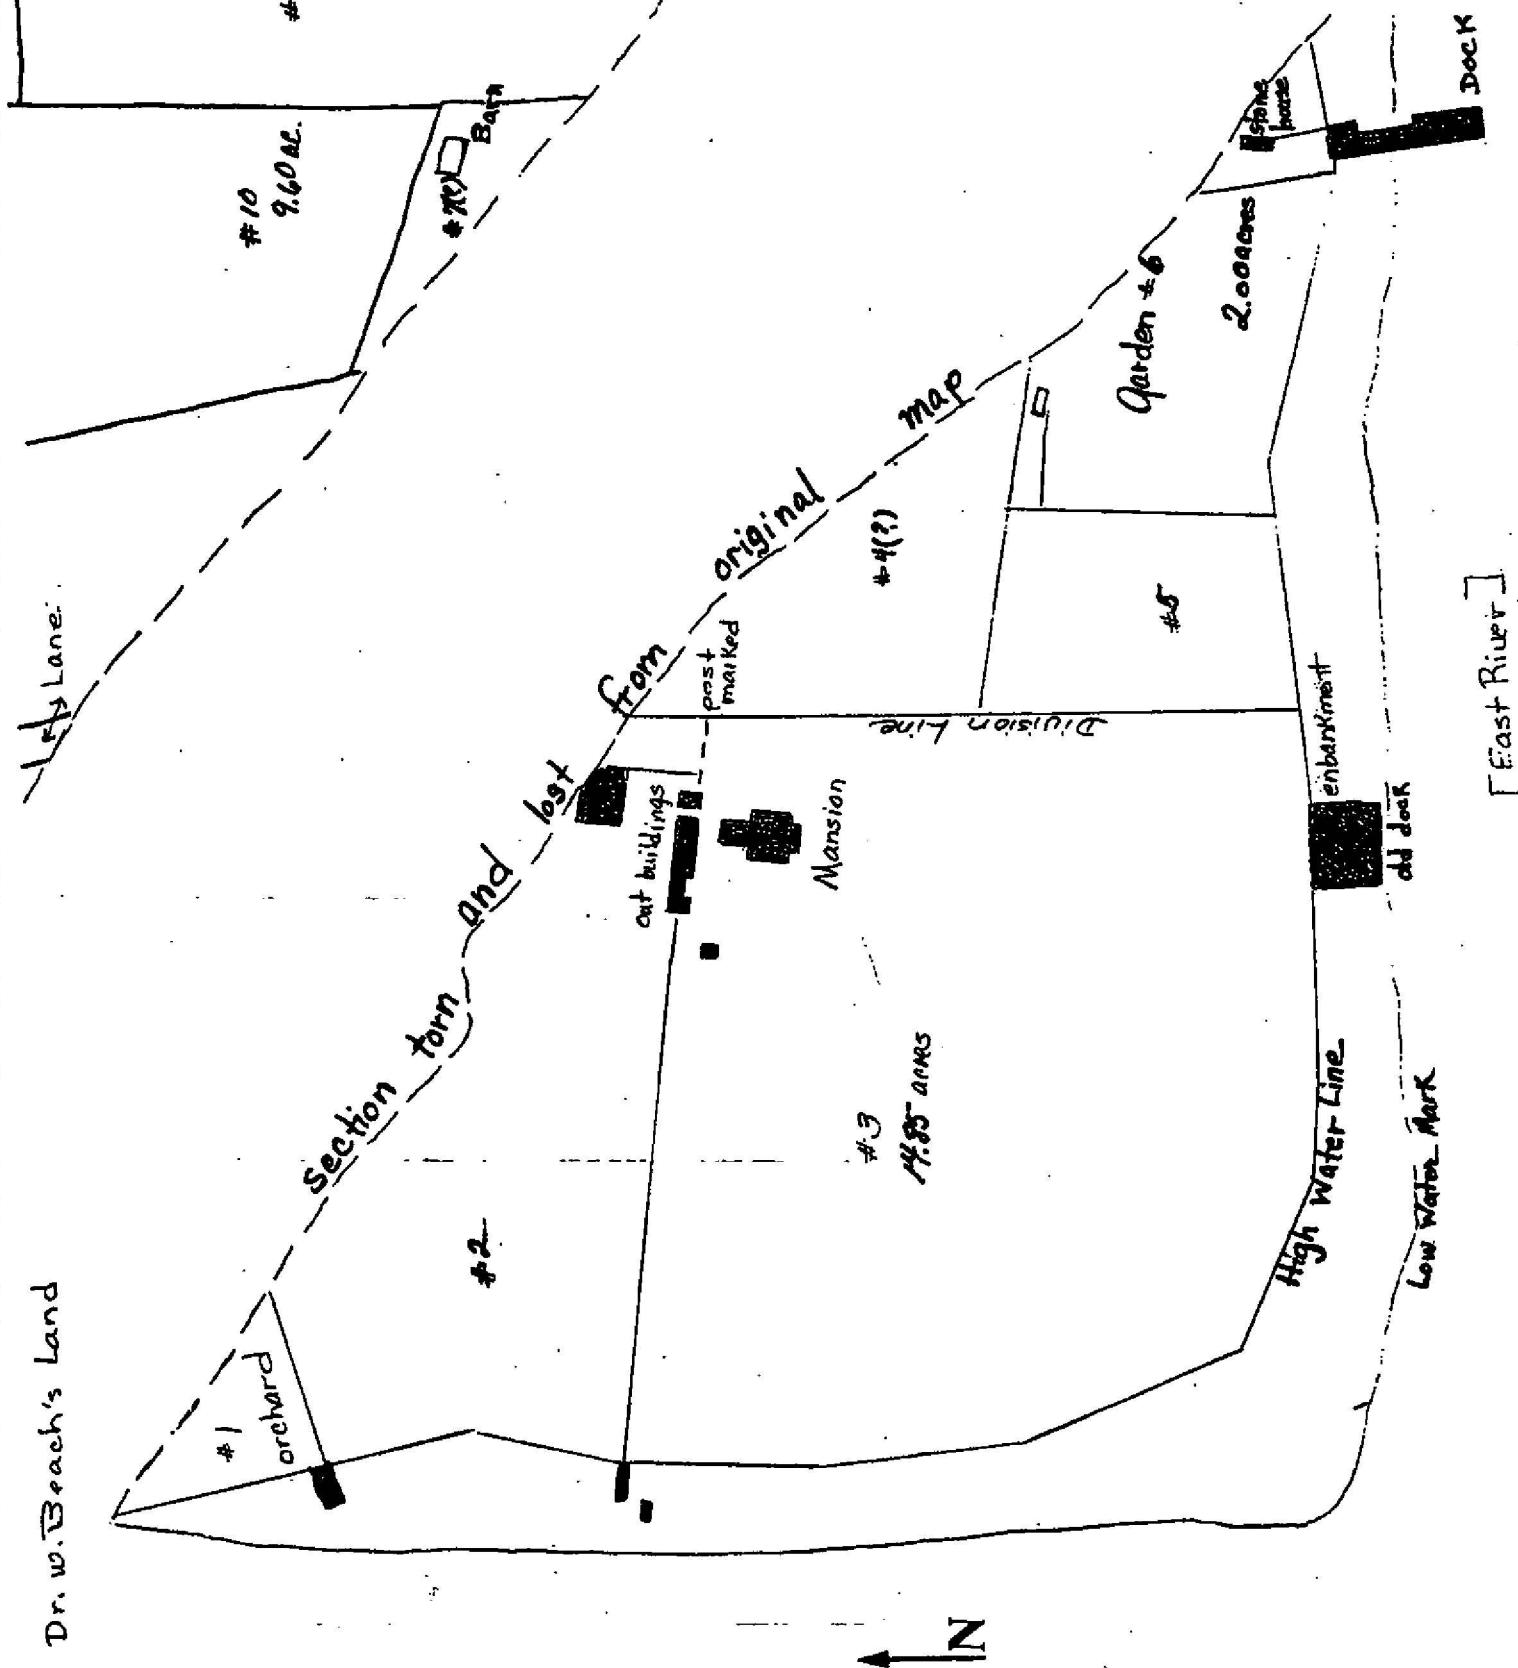 Dr. W. Beach's Land
Lane
#
#10
9.60 AC.
Barn
#7(?)
section torn and lost from original map
#1
orchard
#2
out buildings
post
marked
Mansion
Division Line
#3
14.85 acres
#4(?)
#5
Garden #6
2.00 acres
stone
house
Dock
embankment
old dock
High Water Line
Low Water Mark
[East River]
N